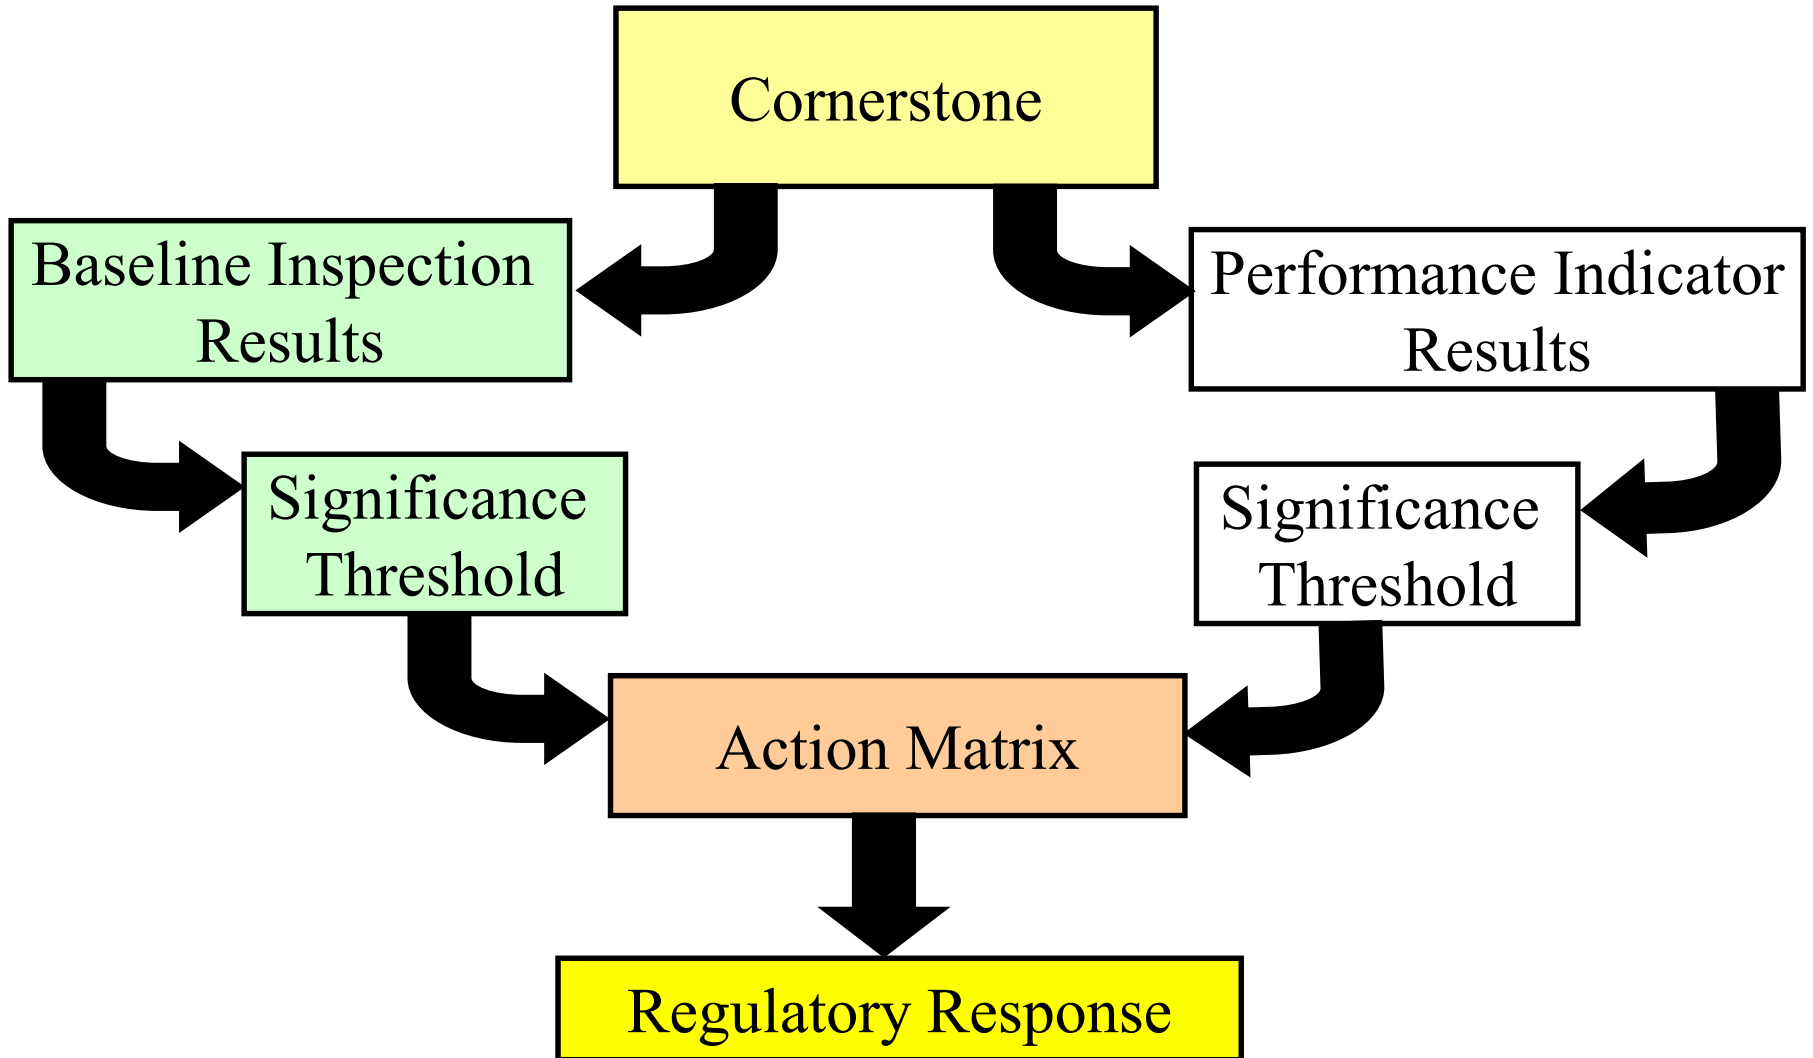 Cornerstone
Baseline Inspection
Results
Performance Indicator
Results
Significance
Threshold
Significance
Threshold
Action Matrix
Regulatory Response